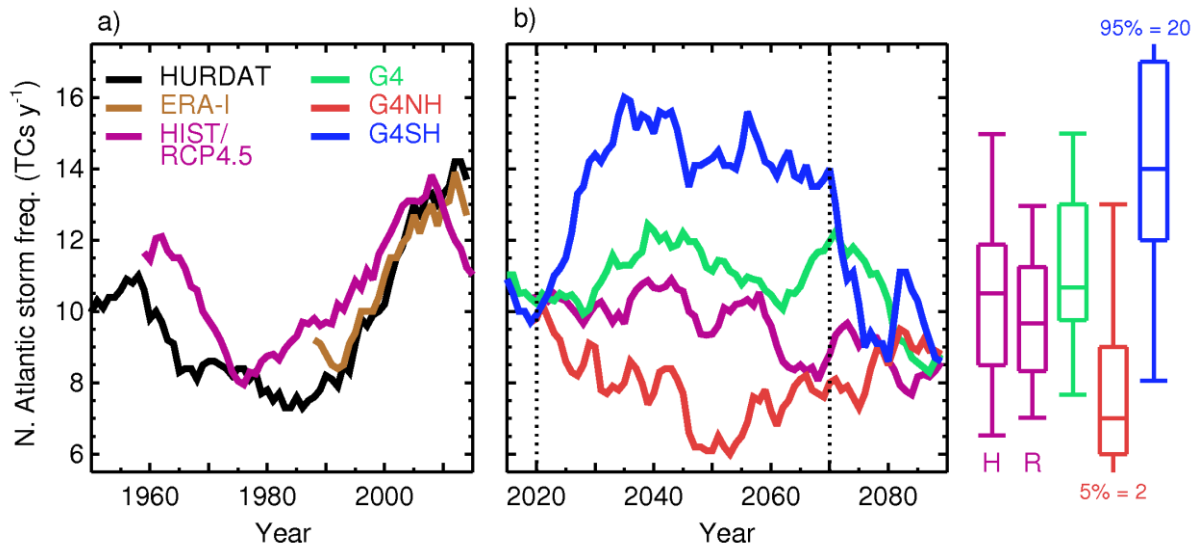 a)
b)
95% = 20
HURDAT
ERA-I
HIST/
RCP4.5
G4
G4NH
G4SH
N. Atlantic storm freq. (TCs y⁻¹)
16
14
12
10
8
6
H
R
5% = 2
1960
1980
2000
2020
2040
2060
2080
Year
Year